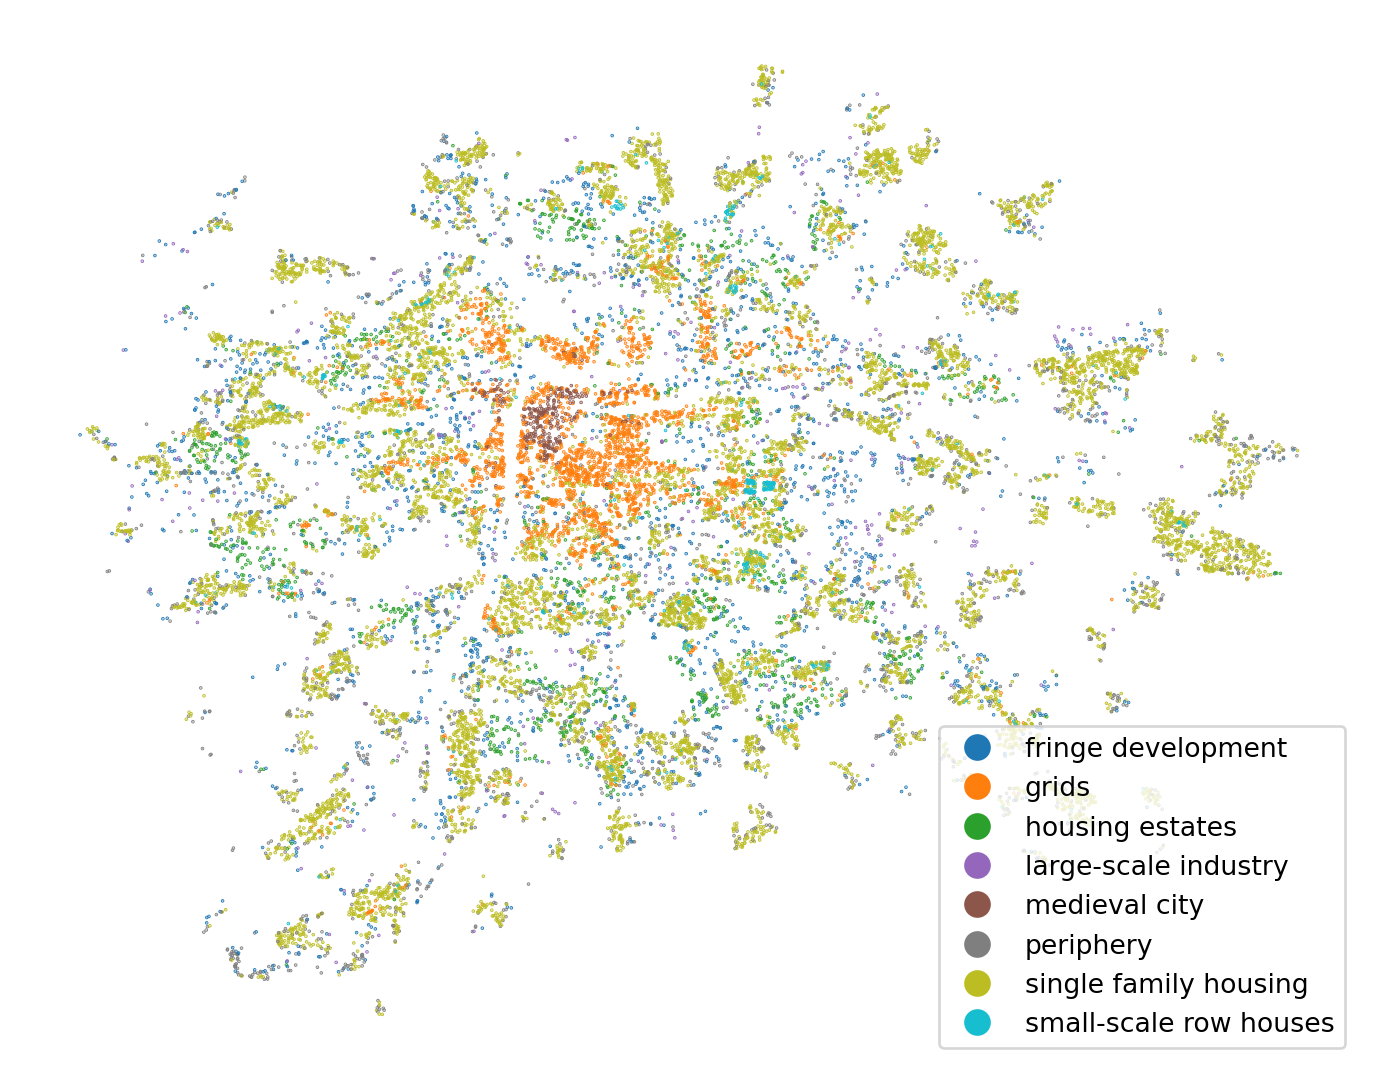 fringe development
grids
housing estates
large-scale industry
medieval city
periphery
single family housing
small-scale row houses